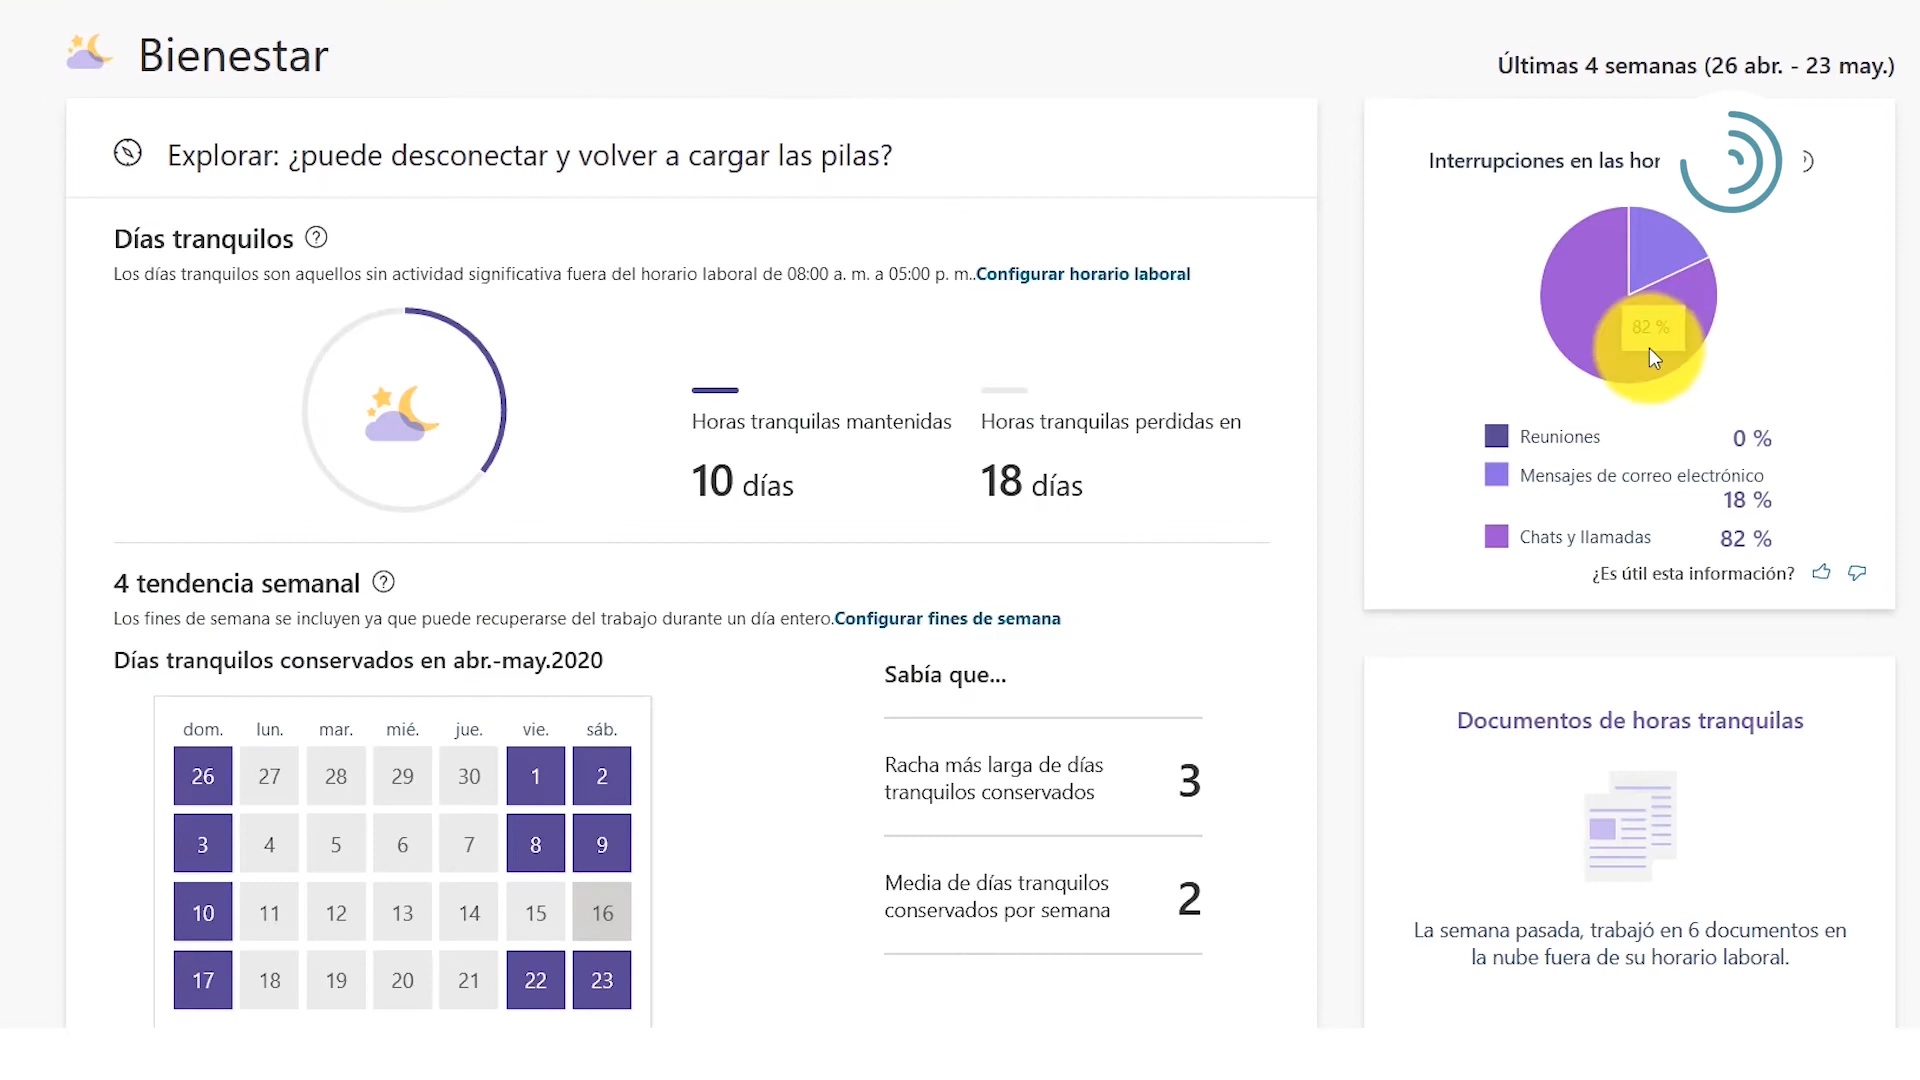 Bienestar
Últimas 4 semanas (26 abr. - 23 may.)
Explorar: ¿puede desconectar y volver a cargar las pilas?
Días tranquilos
Los días tranquilos son aquellos sin actividad significativa fuera del horario laboral de 08:00 a. m. a 05:00 p. m..Configurar horario laboral
Horas tranquilas mantenidas
10 días
Horas tranquilas perdidas en
18 días
4 tendencia semanal
Los fines de semana se incluyen ya que puede recuperarse del trabajo durante un día entero.Configurar fines de semana
Días tranquilos conservados en abr.-may.2020
dom. lun. mar. mié. jue. vie. sáb.
26 27 28 29 30 1 2
3 4 5 6 7 8 9
10 11 12 13 14 15 16
17 18 19 20 21 22 23
Sabía que...
Racha más larga de días
tranquilos conservados
3
Media de días tranquilos
conservados por semana
2
Interrupciones en las hor
82 %
Reuniones 0 %
Mensajes de correo electrónico
18 %
Chats y llamadas 82 %
¿Es útil esta información?
Documentos de horas tranquilas
La semana pasada, trabajó en 6 documentos en
la nube fuera de su horario laboral.